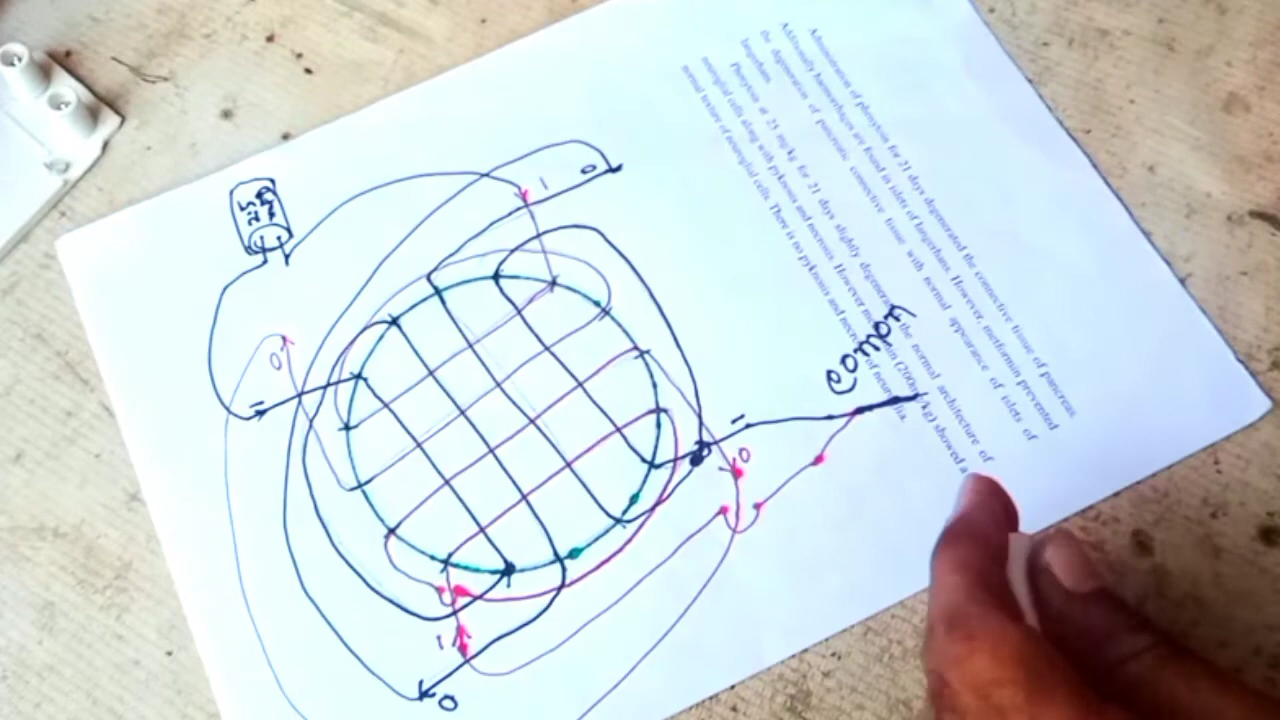 Administration of phenytoin for 21 days degenerated the connective tissue of pancreas
Additionally haemorrhages are found in islets of langerhans. However, metformin prevented
the degeneration of pancreatic connective tissue with normal appearance of islets of
langerhans.
Phenytoin at 25 mg/kg for 21 days slightly degenerated the normal architecture of
neuroglial cells along with pyknosis and necrosis. However (200mg/kg) showed a
normal texture of neuroglial cells. There is no pyknosis and necrosis of neuroglia.
2.5
1
0
0
1
1
0
1
0
Common